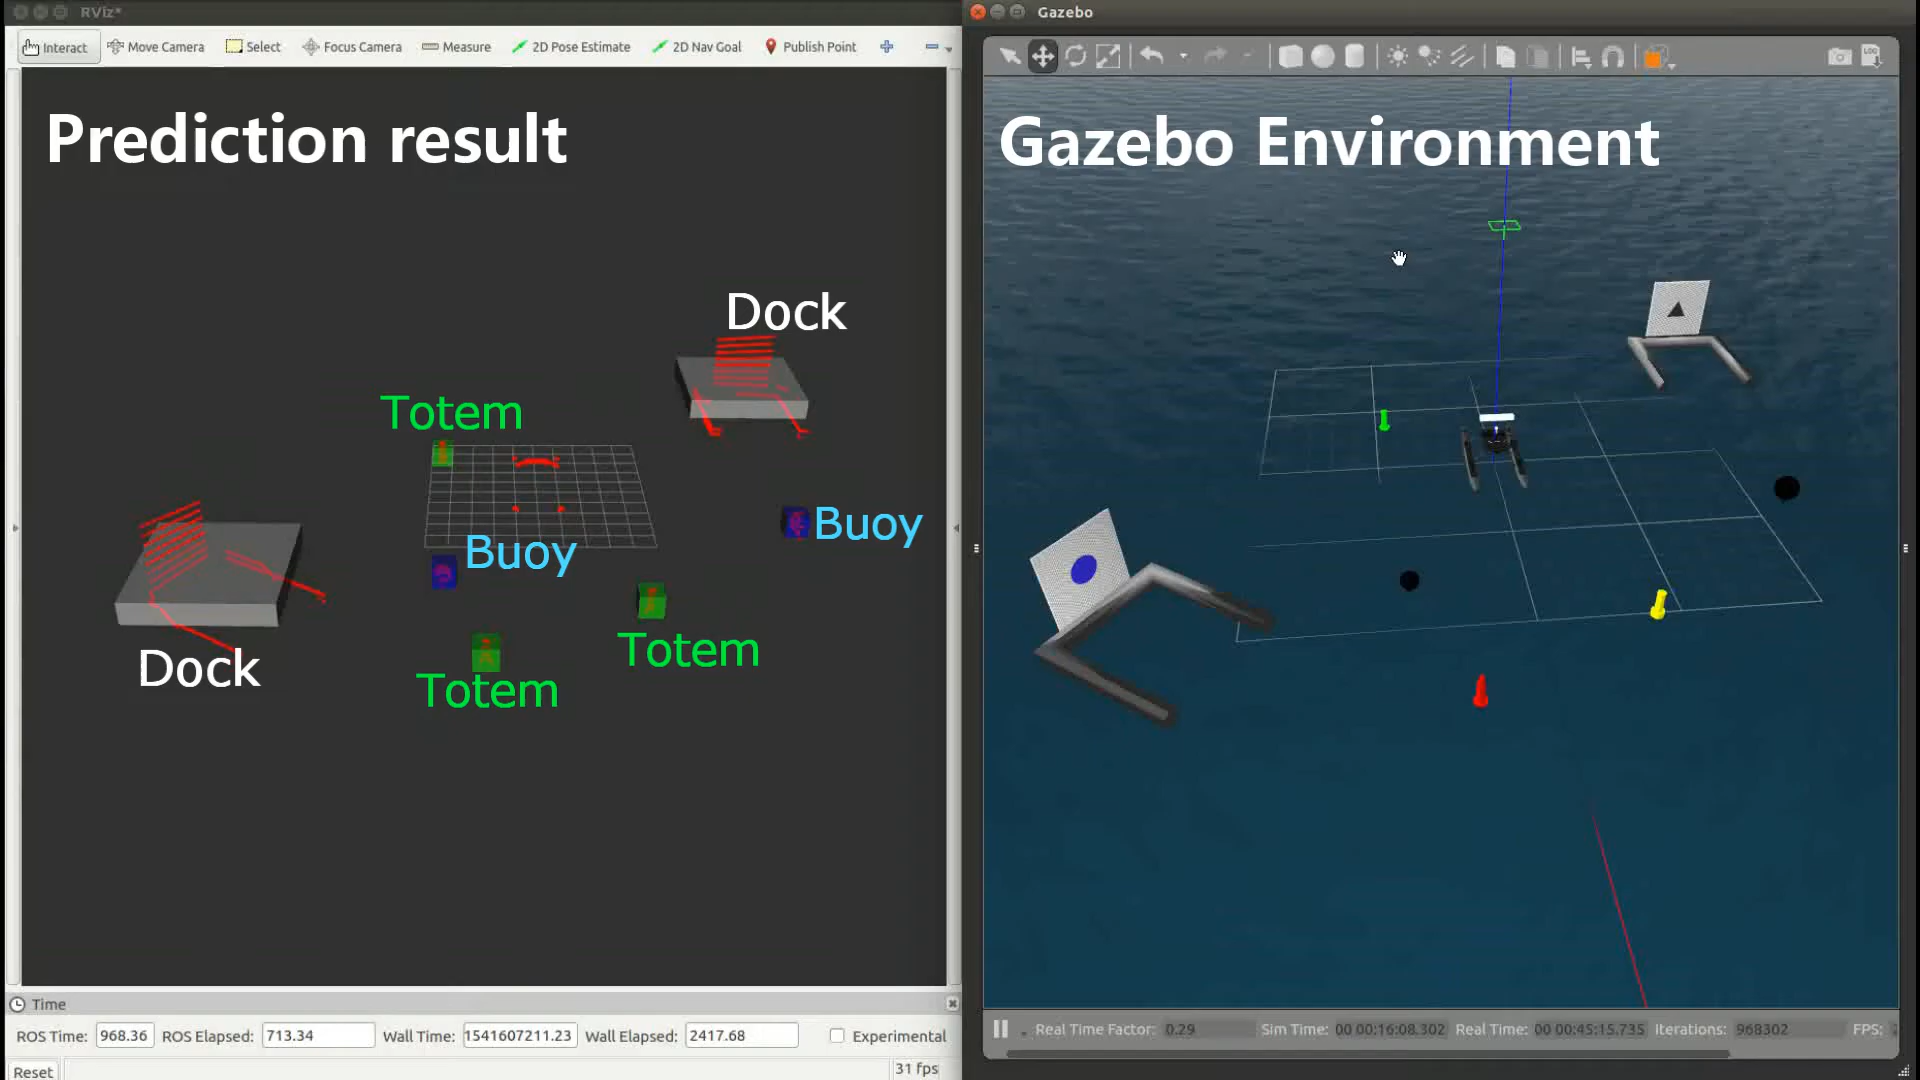 RViz*
Interact Move Camera Select Focus Camera Measure 2D Pose Estimate 2D Nav Goal Publish Point
Prediction result
Dock
Totem
Buoy
Buoy
Totem
Dock
Totem
Time
ROS Time: 968.36 ROS Elapsed: 713.34 Wall Time: 1541607211.23 Wall Elapsed: 2417.68 Experimental
Reset
31 fps
Gazebo
LOG
Gazebo Environment
Real Time Factor: 0.29 Sim Time: 00 00:16:08.302 Real Time: 00 00:45:15.735 Iterations: 968302 FPS: